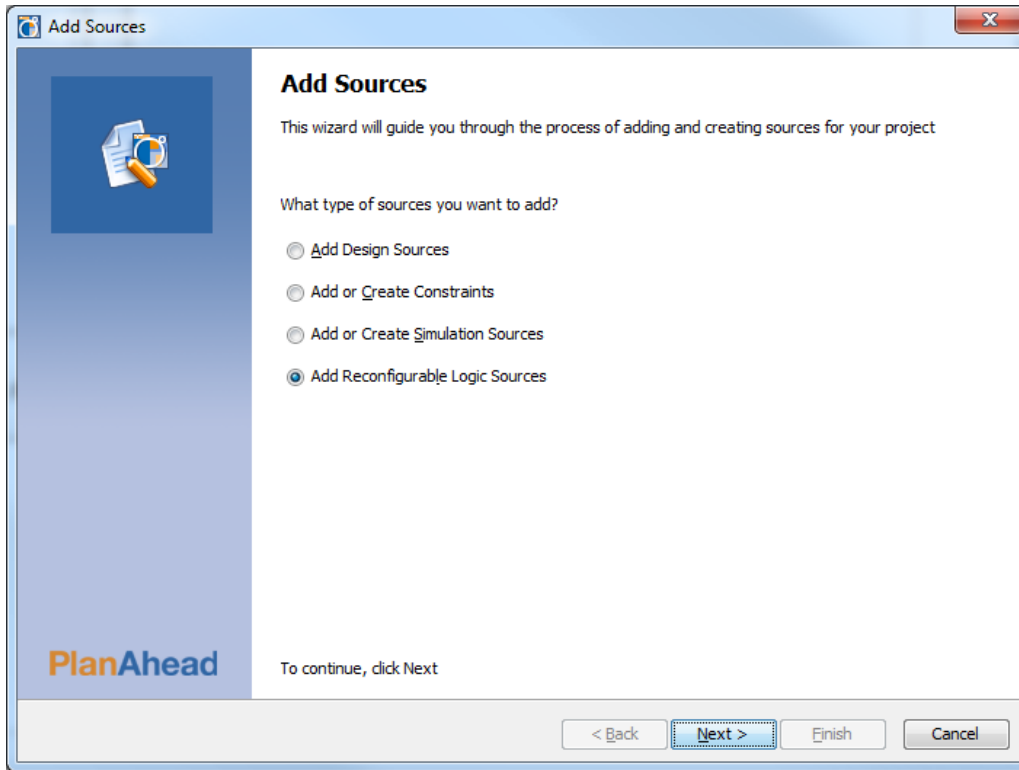 Add Sources
Add Sources
This wizard will guide you through the process of adding and creating sources for your project
What type of sources you want to add?
Add Design Sources
Add or Create Constraints
Add or Create Simulation Sources
Add Reconfigurable Logic Sources
PlanAhead
To continue, click Next
< Back Next > Finish Cancel